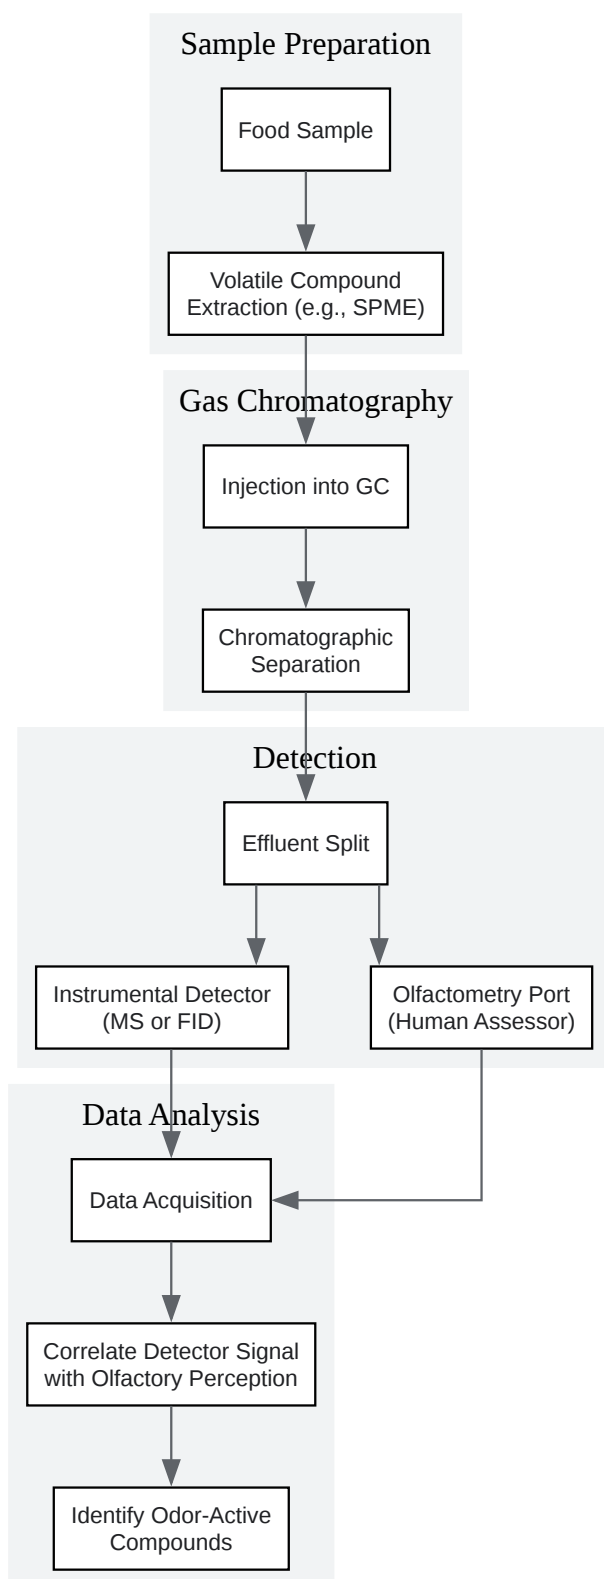 Sample Preparation
Food Sample
Volatile Compound
Extraction (e.g., SPME)
Gas Chromatography
Injection into GC
Chromatographic
Separation
Detection
Effluent Split
Instrumental Detector
(MS or FID)
Olfactometry Port
(Human Assessor)
Data Analysis
Data Acquisition
Correlate Detector Signal
with Olfactory Perception
Identify Odor-Active
Compounds